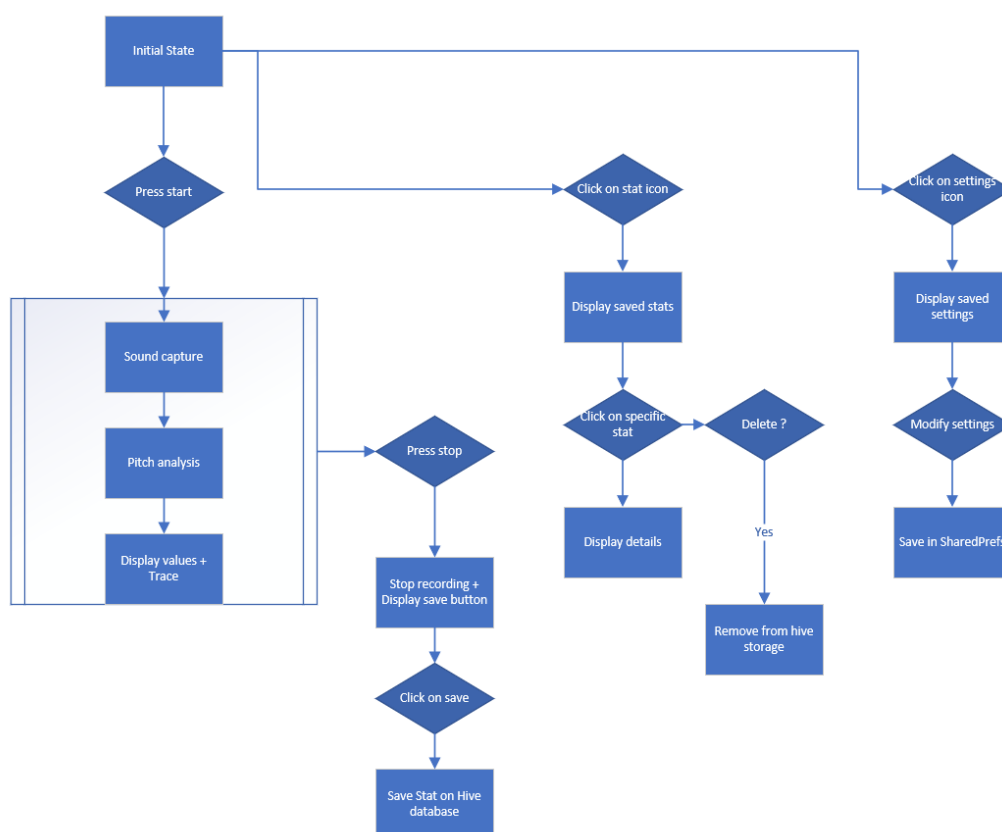 Initial State
Press start
Click on stat icon
Click on settings
icon
Display saved stats
Display saved
settings
Sound capture
Click on specific
stat
Delete ?
Modify settings
Pitch analysis
Press stop
Display values +
Trace
Display details
Yes
Save in SharedPrefs
Stop recording +
Display save button
Remove from hive
storage
Click on save
Save Stat on Hive
database